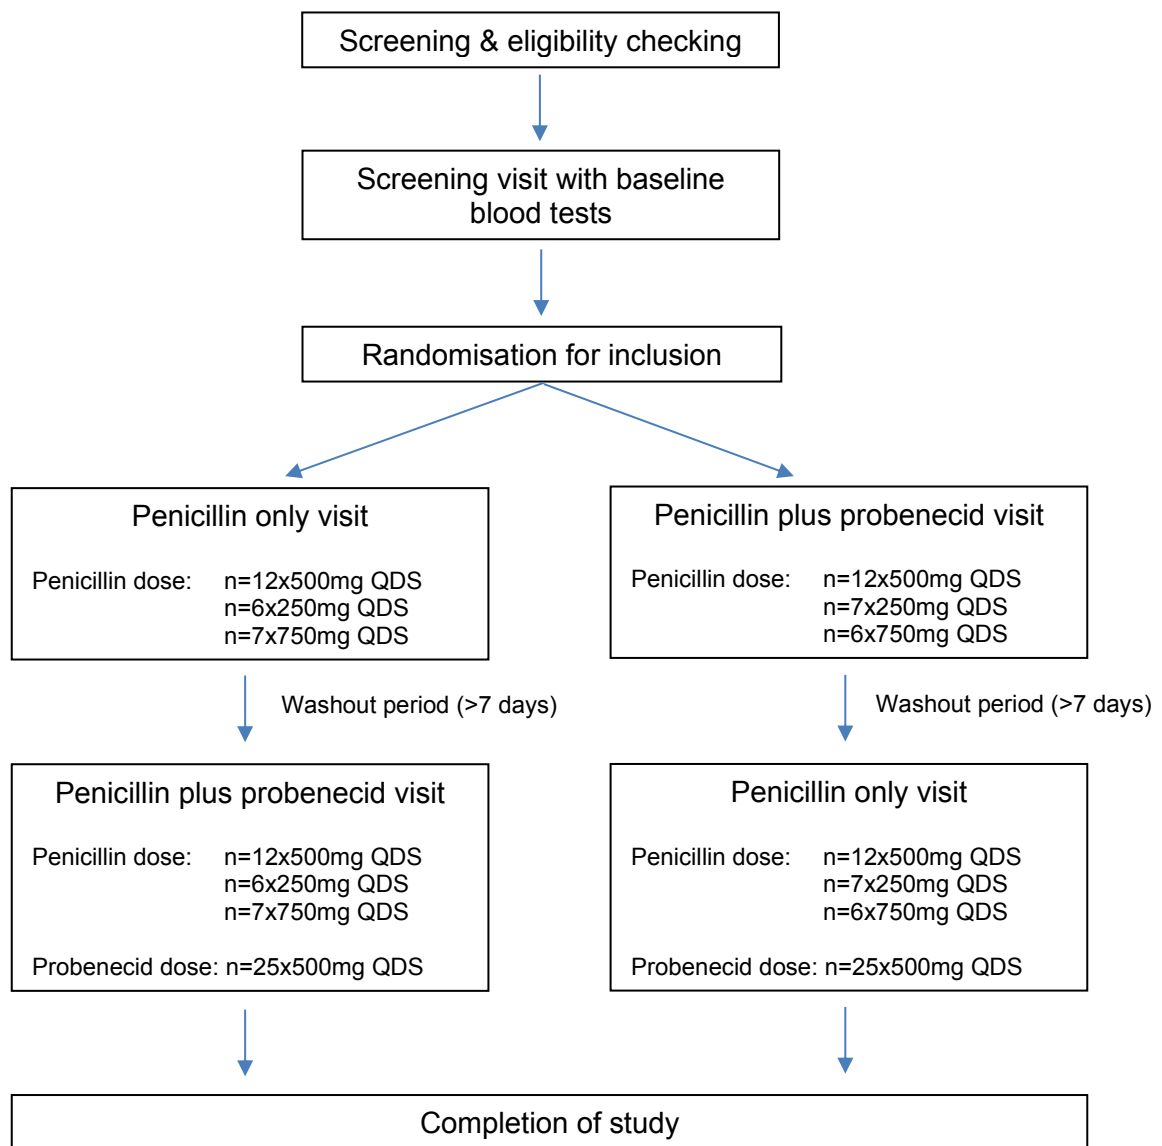 Screening & eligibility checking
Screening visit with baseline
blood tests
Randomisation for inclusion
Penicillin only visit
Penicillin dose: n=12x500mg QDS
n=6x250mg QDS
n=7x750mg QDS
Penicillin plus probenecid visit
Penicillin dose: n=12x500mg QDS
n=7x250mg QDS
n=6x750mg QDS
Washout period (>7 days)
Washout period (>7 days)
Penicillin plus probenecid visit
Penicillin dose: n=12x500mg QDS
n=6x250mg QDS
n=7x750mg QDS
Probenecid dose: n=25x500mg QDS
Penicillin only visit
Penicillin dose: n=12x500mg QDS
n=7x250mg QDS
n=6x750mg QDS
Probenecid dose: n=25x500mg QDS
Completion of study